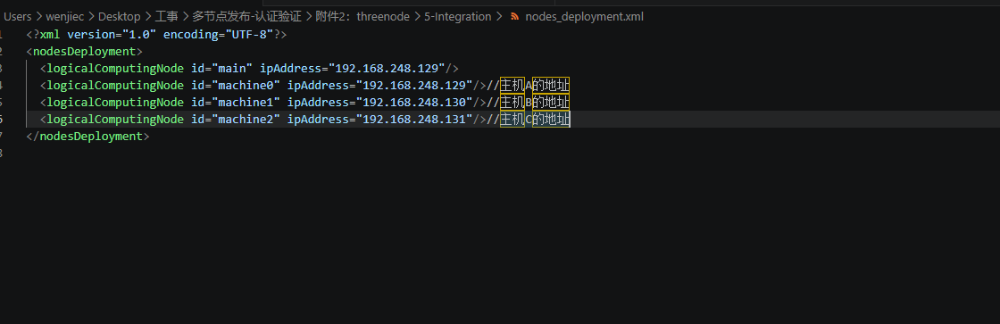 Users > wenjiec > Desktop > 工事 > 多节点发布-认证验证 > 附件2：threenode > 5-Integration > nodes_deployment.xml
1 <?xml version="1.0" encoding="UTF-8"?>
2 <nodesDeployment>
3 <logicalComputingNode id="main" ipAddress="192.168.248.129"/>
4 <logicalComputingNode id="machine0" ipAddress="192.168.248.129"/>//主机A的地址
5 <logicalComputingNode id="machine1" ipAddress="192.168.248.130"/>//主机B的地址
6 <logicalComputingNode id="machine2" ipAddress="192.168.248.131"/>//主机C的地址
7 </nodesDeployment>
8